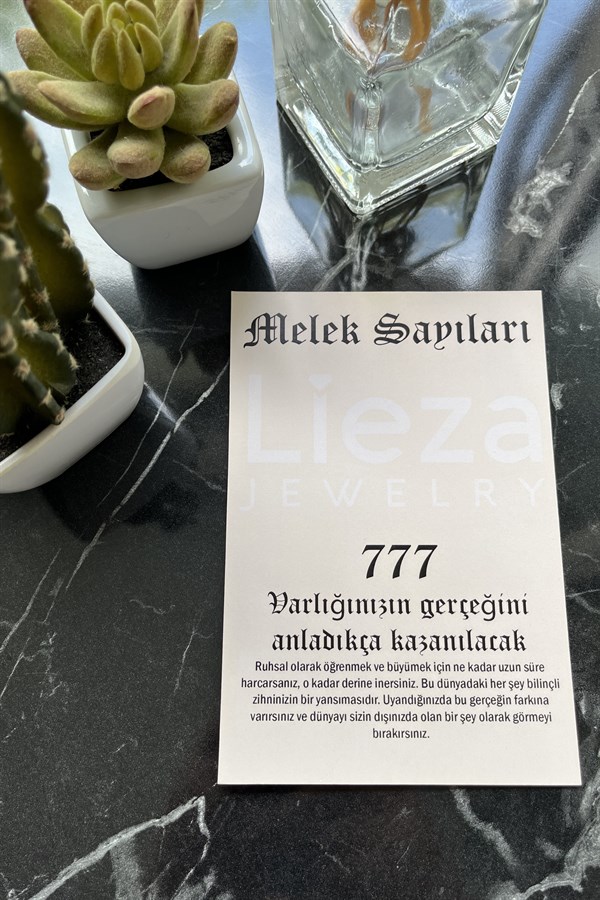 Melek Sayıları
Lieza
JEWELRY
777
Varlığınızın gerçeğini
anladıkça kazanılacak
Ruhsal olarak öğrenmek ve büyümek için ne kadar uzun süre
harcarsanız, o kadar derine inersiniz. Bu dünyadaki her şey bilinçli
zihninizin bir yansımasıdır. Uyandığınızda bu gerçeğin farkına
varırsınız ve dünyayı sizin dışınızda olan bir şey olarak görmeyi
bırakırsınız.